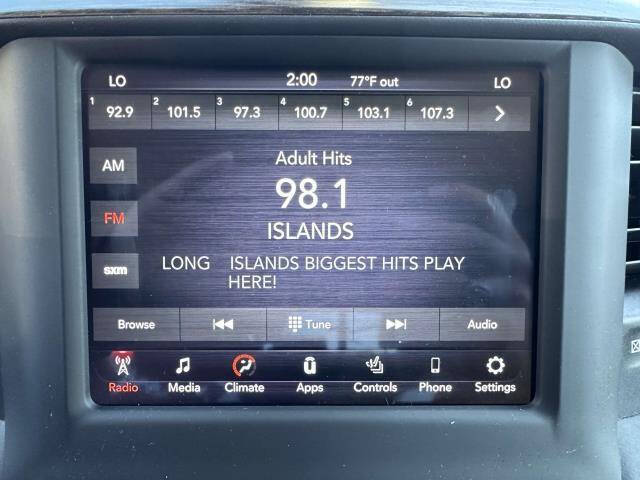 LO 2:00 77°F out LO
1 92.9 2 101.5 3 97.3 4 100.7 5 103.1 6 107.3
AM
FM
sxm
Adult Hits
98.1
ISLANDS
LONG ISLANDS BIGGEST HITS PLAY
HERE!
Browse Tune Audio
Radio Media Climate Apps Controls Phone Settings